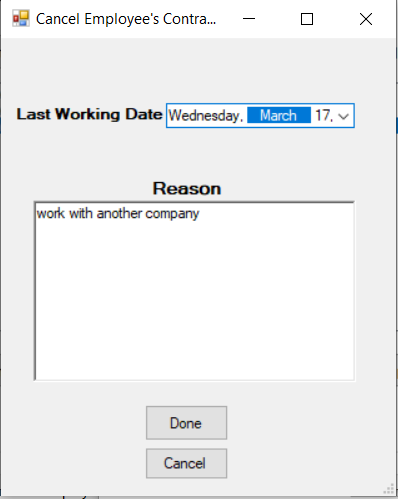 Cancel Employee's Contra...
Last Working Date Wednesday, March 17,
Reason
work with another company
Done
Cancel